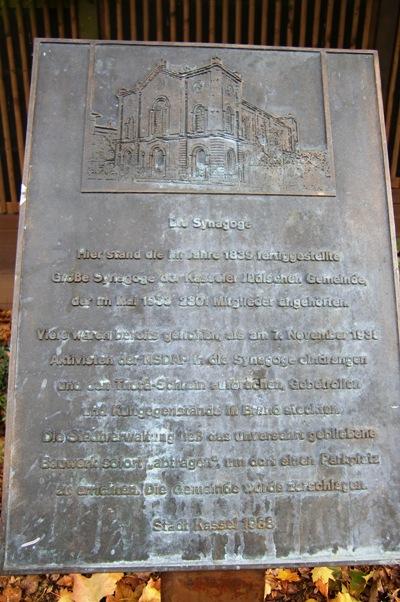 Die Synagoge
Hier stand die im Jahre 1839 fertiggestellte
Große Synagoge der Kasseler Jüdischen Gemeinde,
der im Mai 1933 2301 Mitglieder angehörten.
Viele waren bereits geflohen, als am 7. November 1938
Aktivisten der NSDAP in die Synagoge eindrangen
und den Thora-Schrein aufbrachen, Gebetrollen
und Kultgegenstände in Brand steckten.
Die Stadtverwaltung ließ das unversehrt gebliebene
Bauwerk sofort „abtragen", um dort einen Parkplatz
zu errichten. Die Gemeinde wurde zerschlagen.
Stadt Kassel 1988